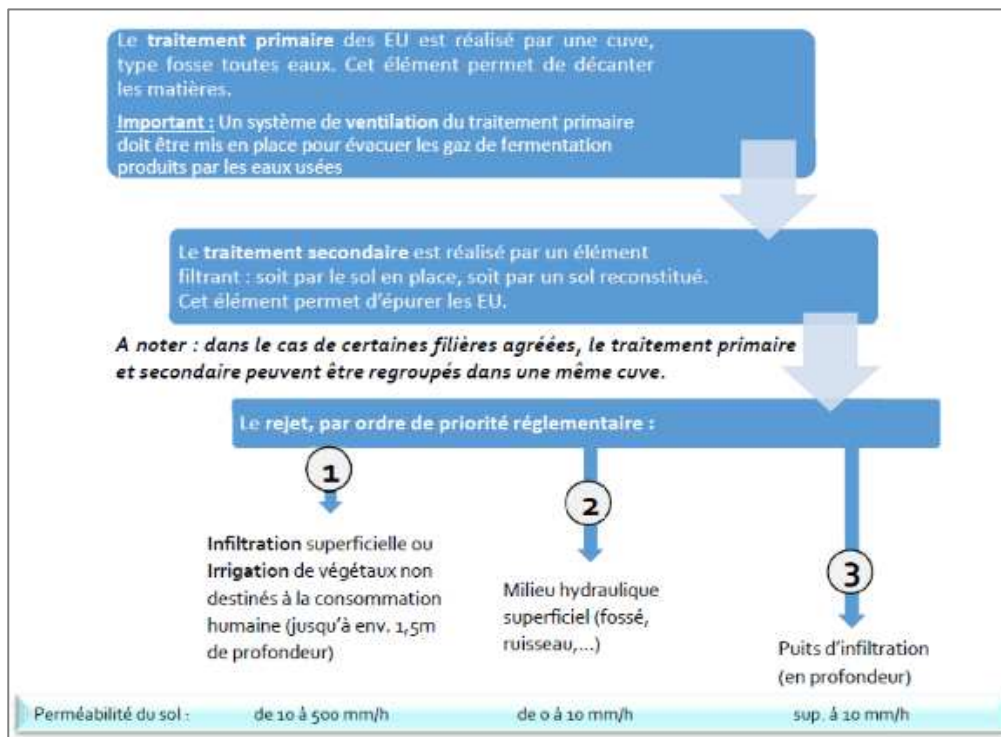 Le traitement primaire des EU est réalisé par une cuve,
type fosse toutes eaux. Cet élément permet de décanter
les matières.
Important : Un système de ventilation du traitement primaire
doit être mis en place pour évacuer les gaz de fermentation
produits par les eaux usées
Le traitement secondaire est réalisé par un élément
filtrant : soit par le sol en place, soit par un sol reconstitué.
Cet élément permet d'épurer les EU.
A noter : dans le cas de certaines filières agréées, le traitement primaire
et secondaire peuvent être regroupés dans une même cuve.
Le rejet, par ordre de priorité réglementaire :
1
Infiltration superficielle ou
Irrigation de végétaux non
destinés à la consommation
humaine (jusqu'à env. 1,5m
de profondeur)
2
Milieu hydraulique
superficiel (fossé,
ruisseau,...)
3
Puits d'infiltration
(en profondeur)
Perméabilité du sol : de 10 à 500 mm/h de 0 à 10 mm/h sup. à 10 mm/h